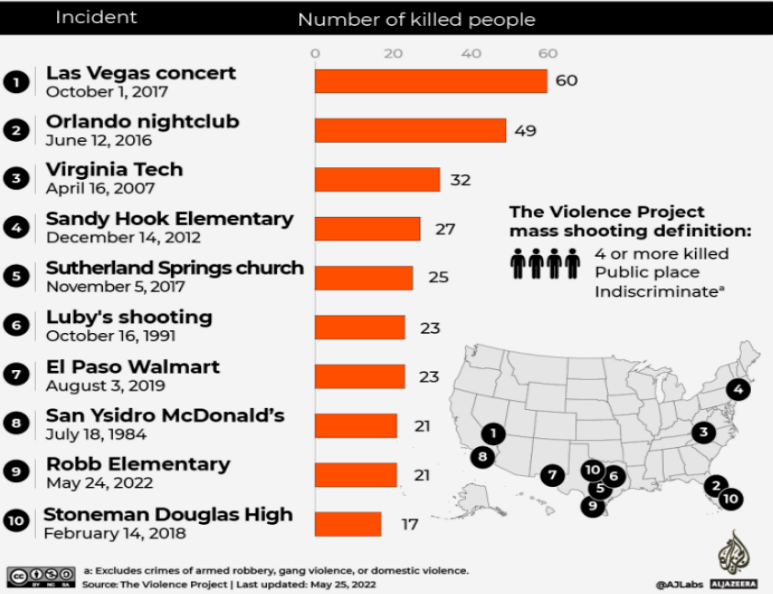 Incident Number of killed people
0 20 40 60
1 Las Vegas concert 60
October 1, 2017
2 Orlando nightclub 49
June 12, 2016
3 Virginia Tech 32
April 16, 2007
4 Sandy Hook Elementary 27
December 14, 2012
5 Sutherland Springs church 25
November 5, 2017
6 Luby's shooting 23
October 16, 1991
7 El Paso Walmart 23
August 3, 2019
8 San Ysidro McDonald’s 21
July 18, 1984
9 Robb Elementary 21
May 24, 2022
10 Stoneman Douglas High 17
February 14, 2018
The Violence Project
mass shooting definition:
4 or more killed
Public place
Indiscriminateª
4
1 3
8
7 10 6
5 2
9 10
a: Excludes crimes of armed robbery, gang violence, or domestic violence.
Source: The Violence Project | Last updated: May 25, 2022
cc BY NC SA
@AJLabs ALJAZEERA